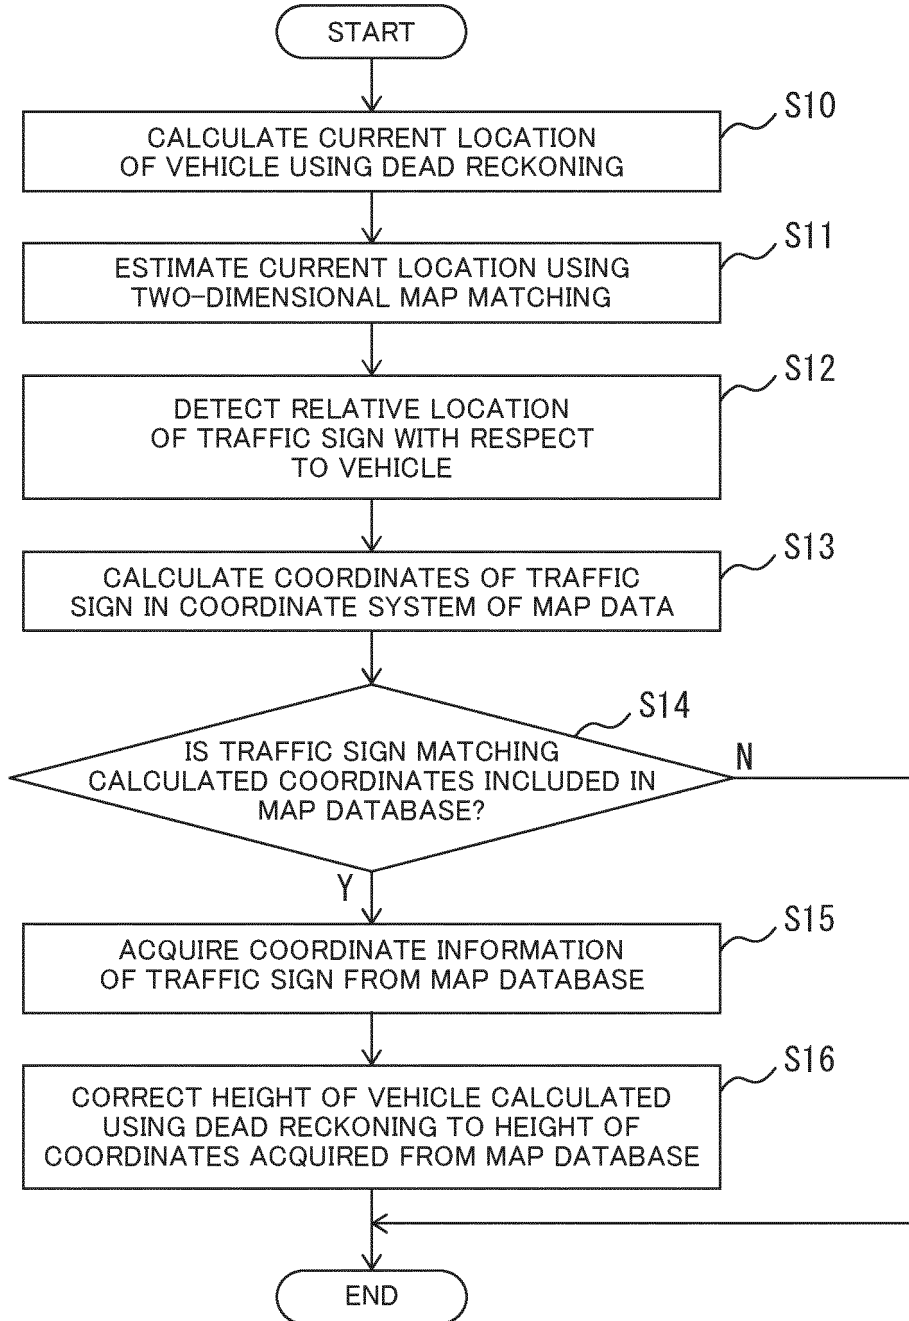 START
S10
CALCULATE CURRENT LOCATION
OF VEHICLE USING DEAD RECKONING
S11
ESTIMATE CURRENT LOCATION USING
TWO-DIMENSIONAL MAP MATCHING
S12
DETECT RELATIVE LOCATION
OF TRAFFIC SIGN WITH RESPECT
TO VEHICLE
S13
CALCULATE COORDINATES OF TRAFFIC
SIGN IN COORDINATE SYSTEM OF MAP DATA
S14
IS TRAFFIC SIGN MATCHING
CALCULATED COORDINATES INCLUDED IN
MAP DATABASE?
N
Y
S15
ACQUIRE COORDINATE INFORMATION
OF TRAFFIC SIGN FROM MAP DATABASE
S16
CORRECT HEIGHT OF VEHICLE CALCULATED
USING DEAD RECKONING TO HEIGHT OF
COORDINATES ACQUIRED FROM MAP DATABASE
END